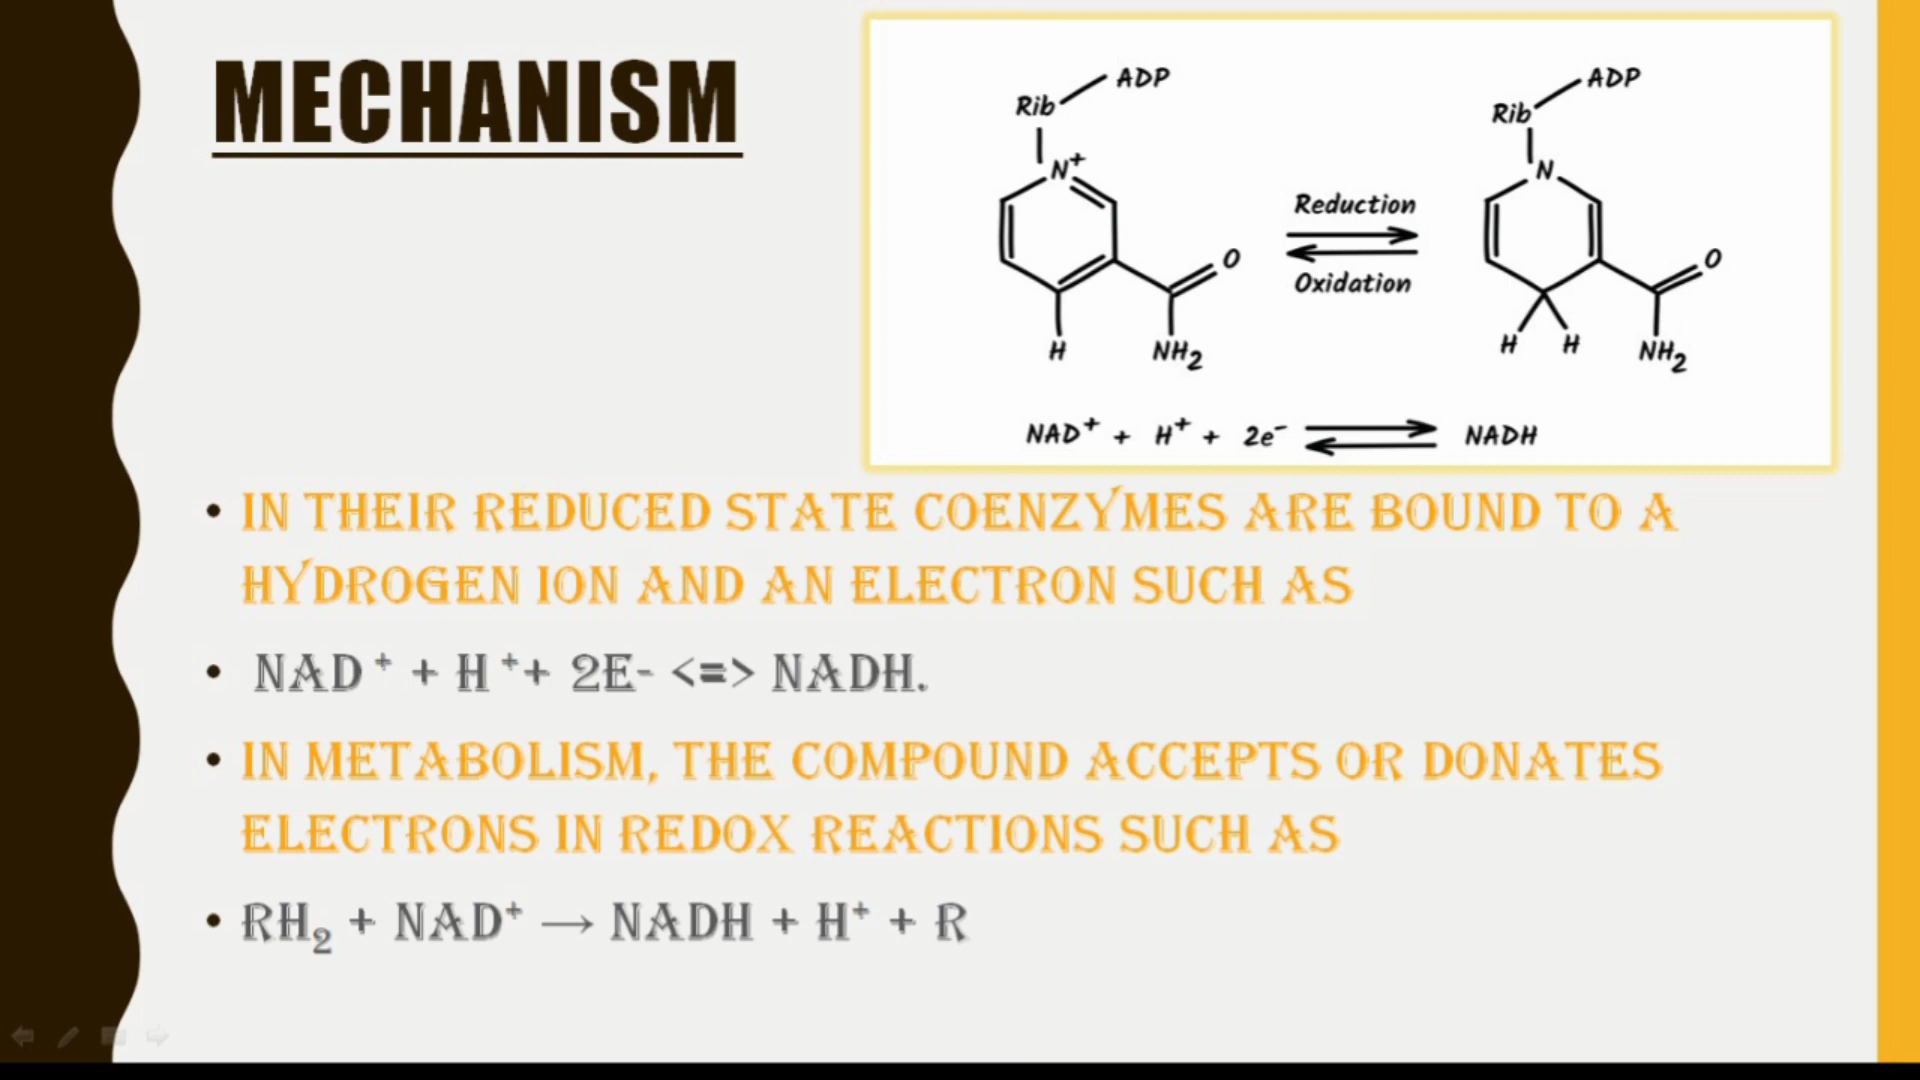 MECHANISM
Rib ADP
N+
O
H NH2
Reduction
Oxidation
Rib ADP
N
O
H H NH2
NAD+ + H+ + 2e- NADH
• IN THEIR REDUCED STATE COENZYMES ARE BOUND TO A
HYDROGEN ION AND AN ELECTRON SUCH AS
• NAD+ + H++ 2E- <=> NADH.
• IN METABOLISM, THE COMPOUND ACCEPTS OR DONATES
ELECTRONS IN REDOX REACTIONS SUCH AS
• RH2 + NAD+ → NADH + H+ + R